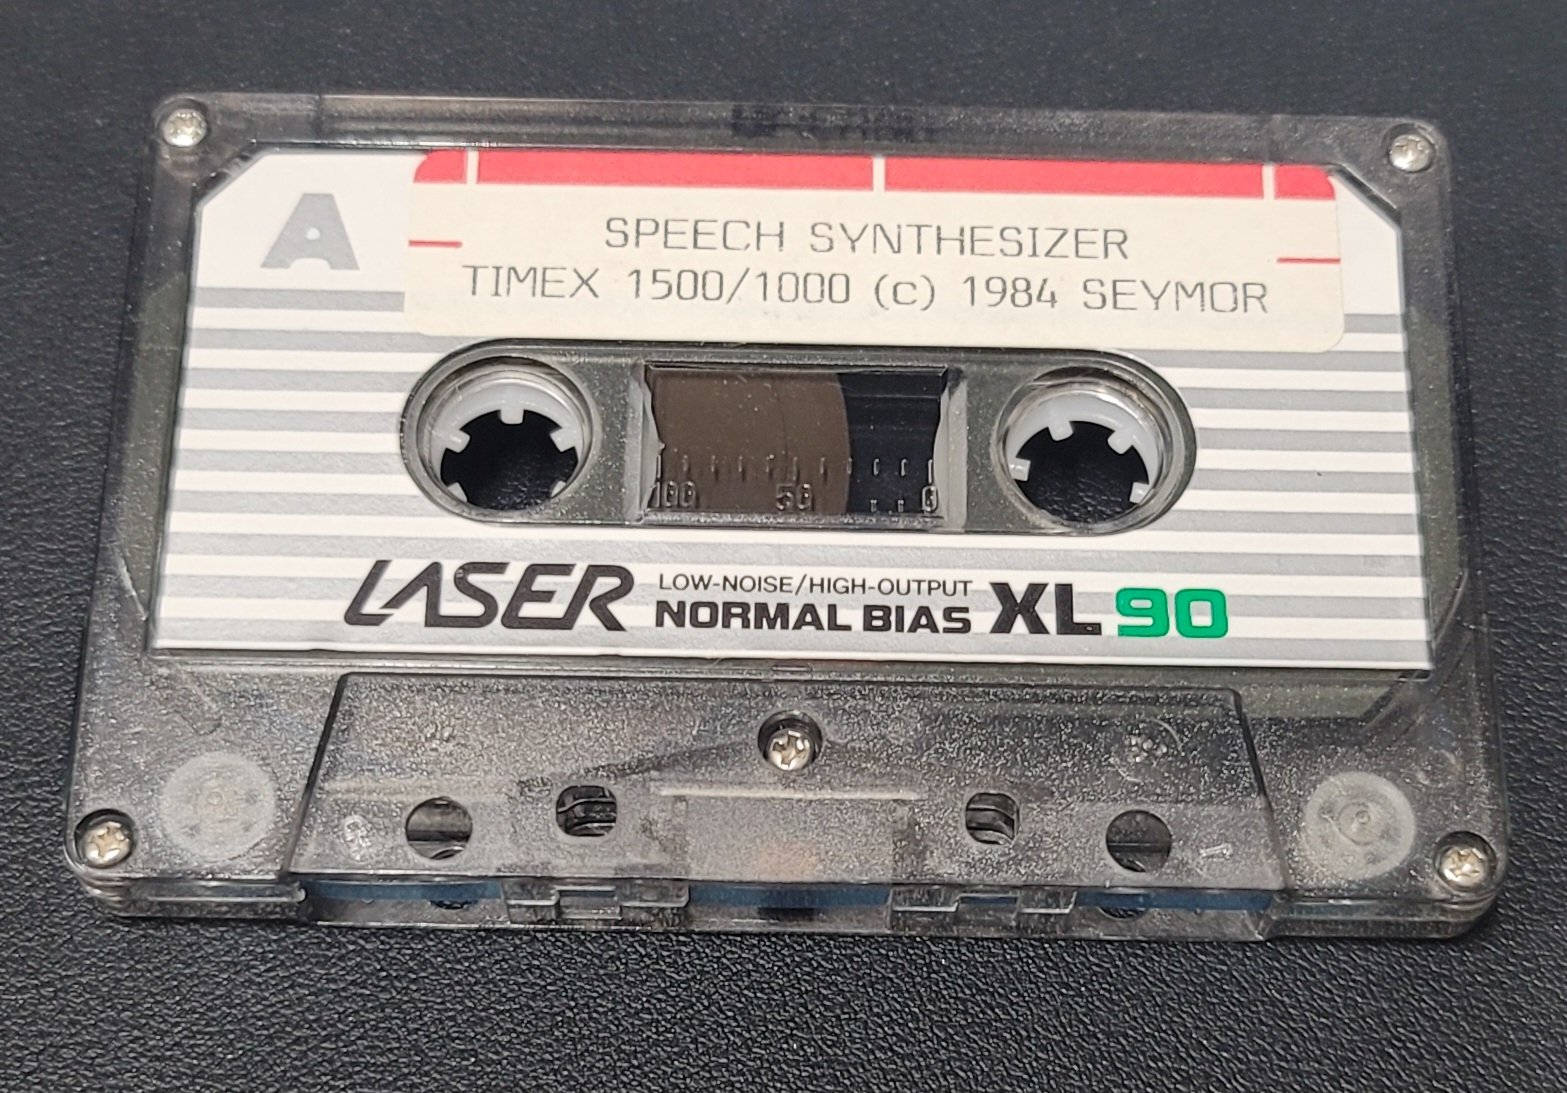 A
SPEECH SYNTHESIZER
TIMEX 1500/1000 (c) 1984 SEYMOR
100 50 0
LASER LOW-NOISE/HIGH-OUTPUT
NORMAL BIAS XL 90